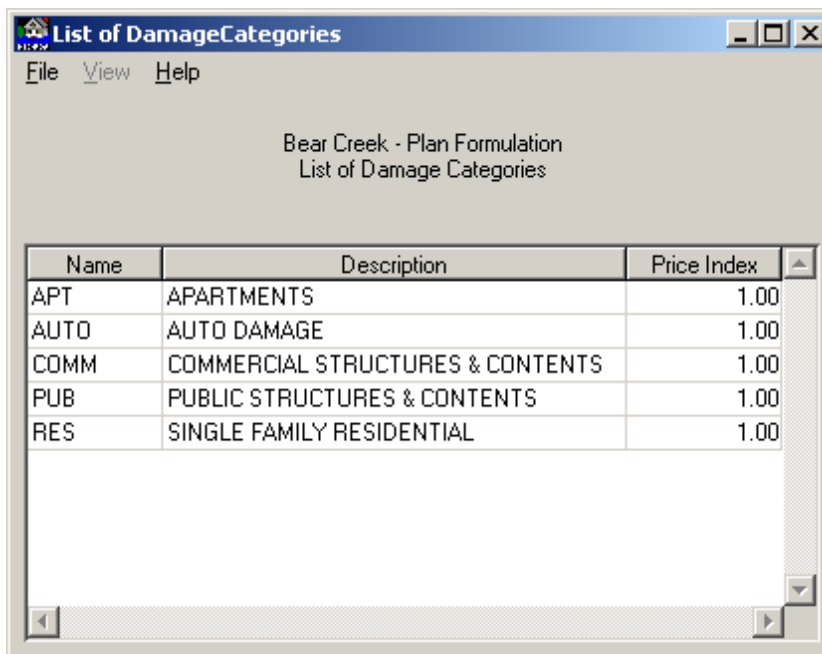 List of DamageCategories
File View Help
Bear Creek - Plan Formulation
List of Damage Categories
Name Description Price Index
APT APARTMENTS 1.00
AUTO AUTO DAMAGE 1.00
COMM COMMERCIAL STRUCTURES & CONTENTS 1.00
PUB PUBLIC STRUCTURES & CONTENTS 1.00
RES SINGLE FAMILY RESIDENTIAL 1.00